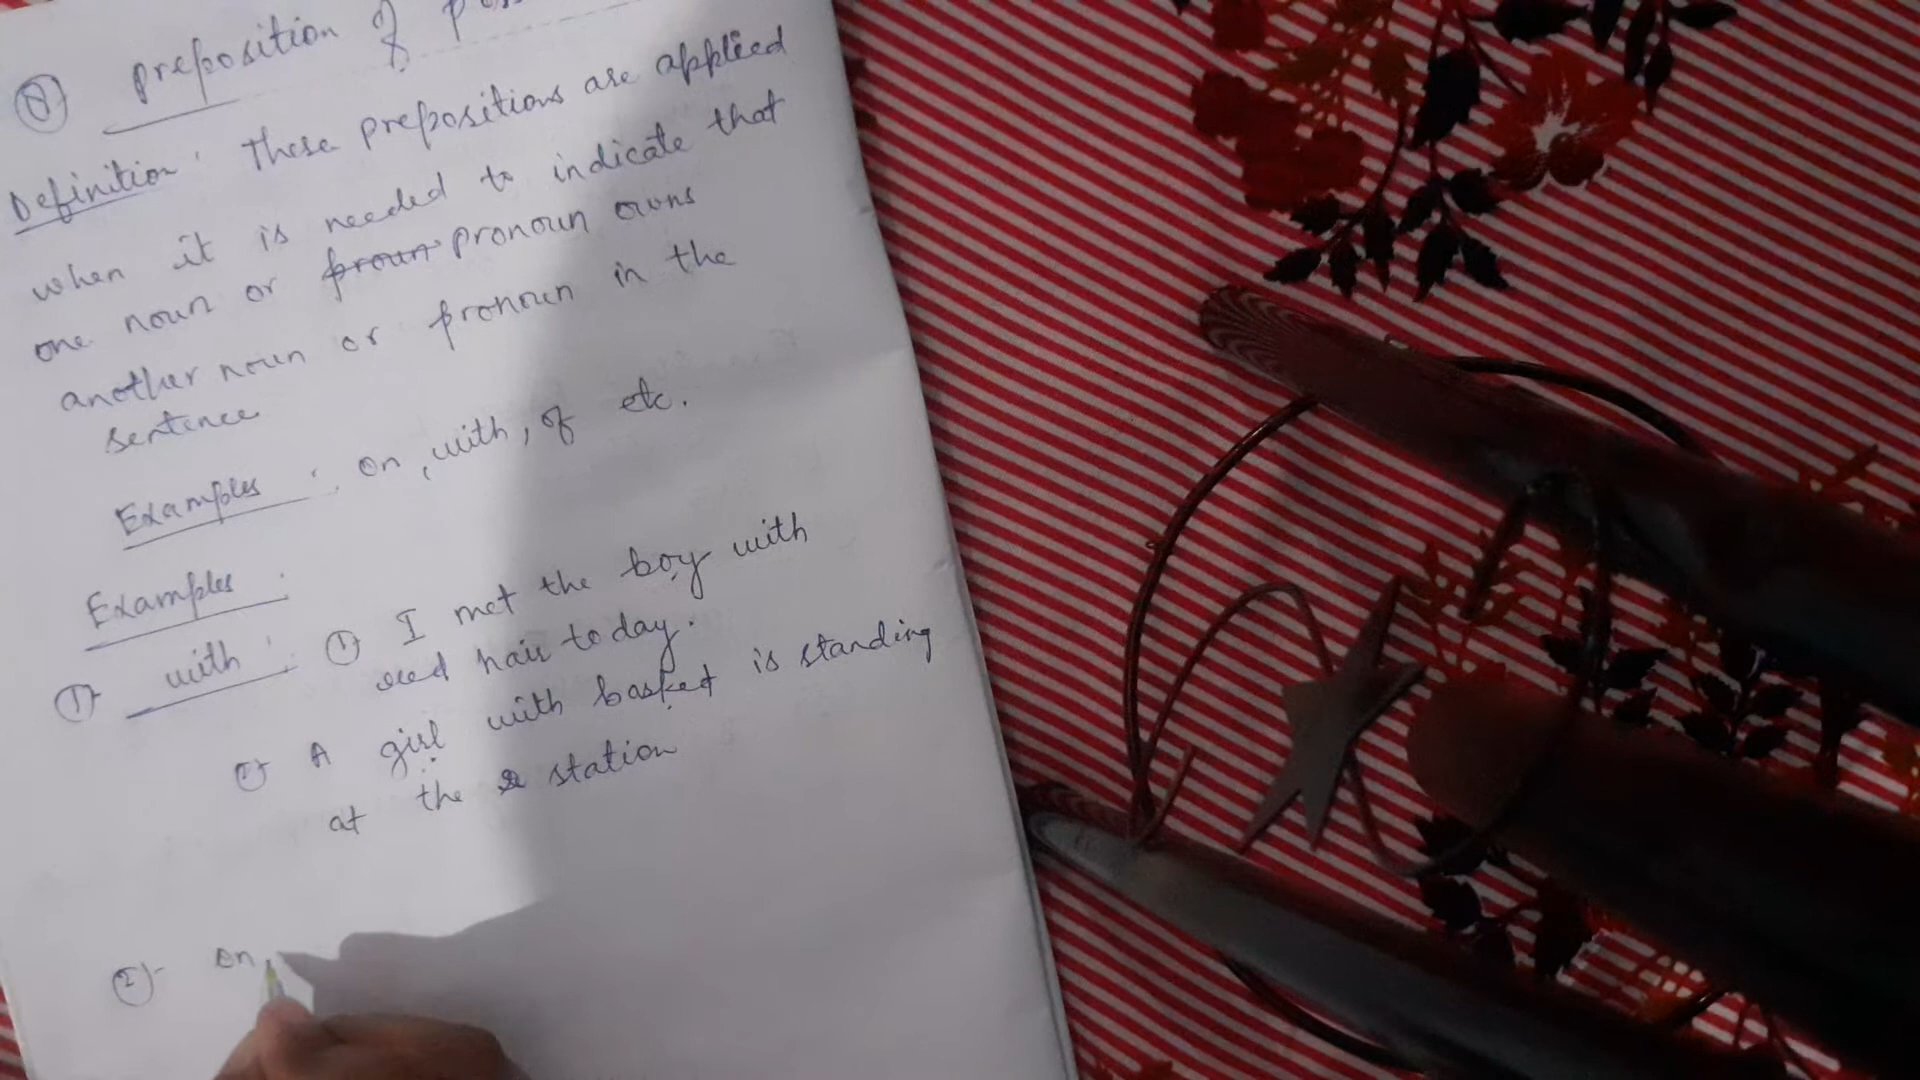 preposition of
Definition: These prepositions are applied
when it is needed to indicate that
one noun or pronoun owns
another noun or pronoun in the
sentence
Examples: on, with, of etc.
Examples:
① with: ① I met the boy with
red hair today.
② A girl with basket is standing
at the station
② on